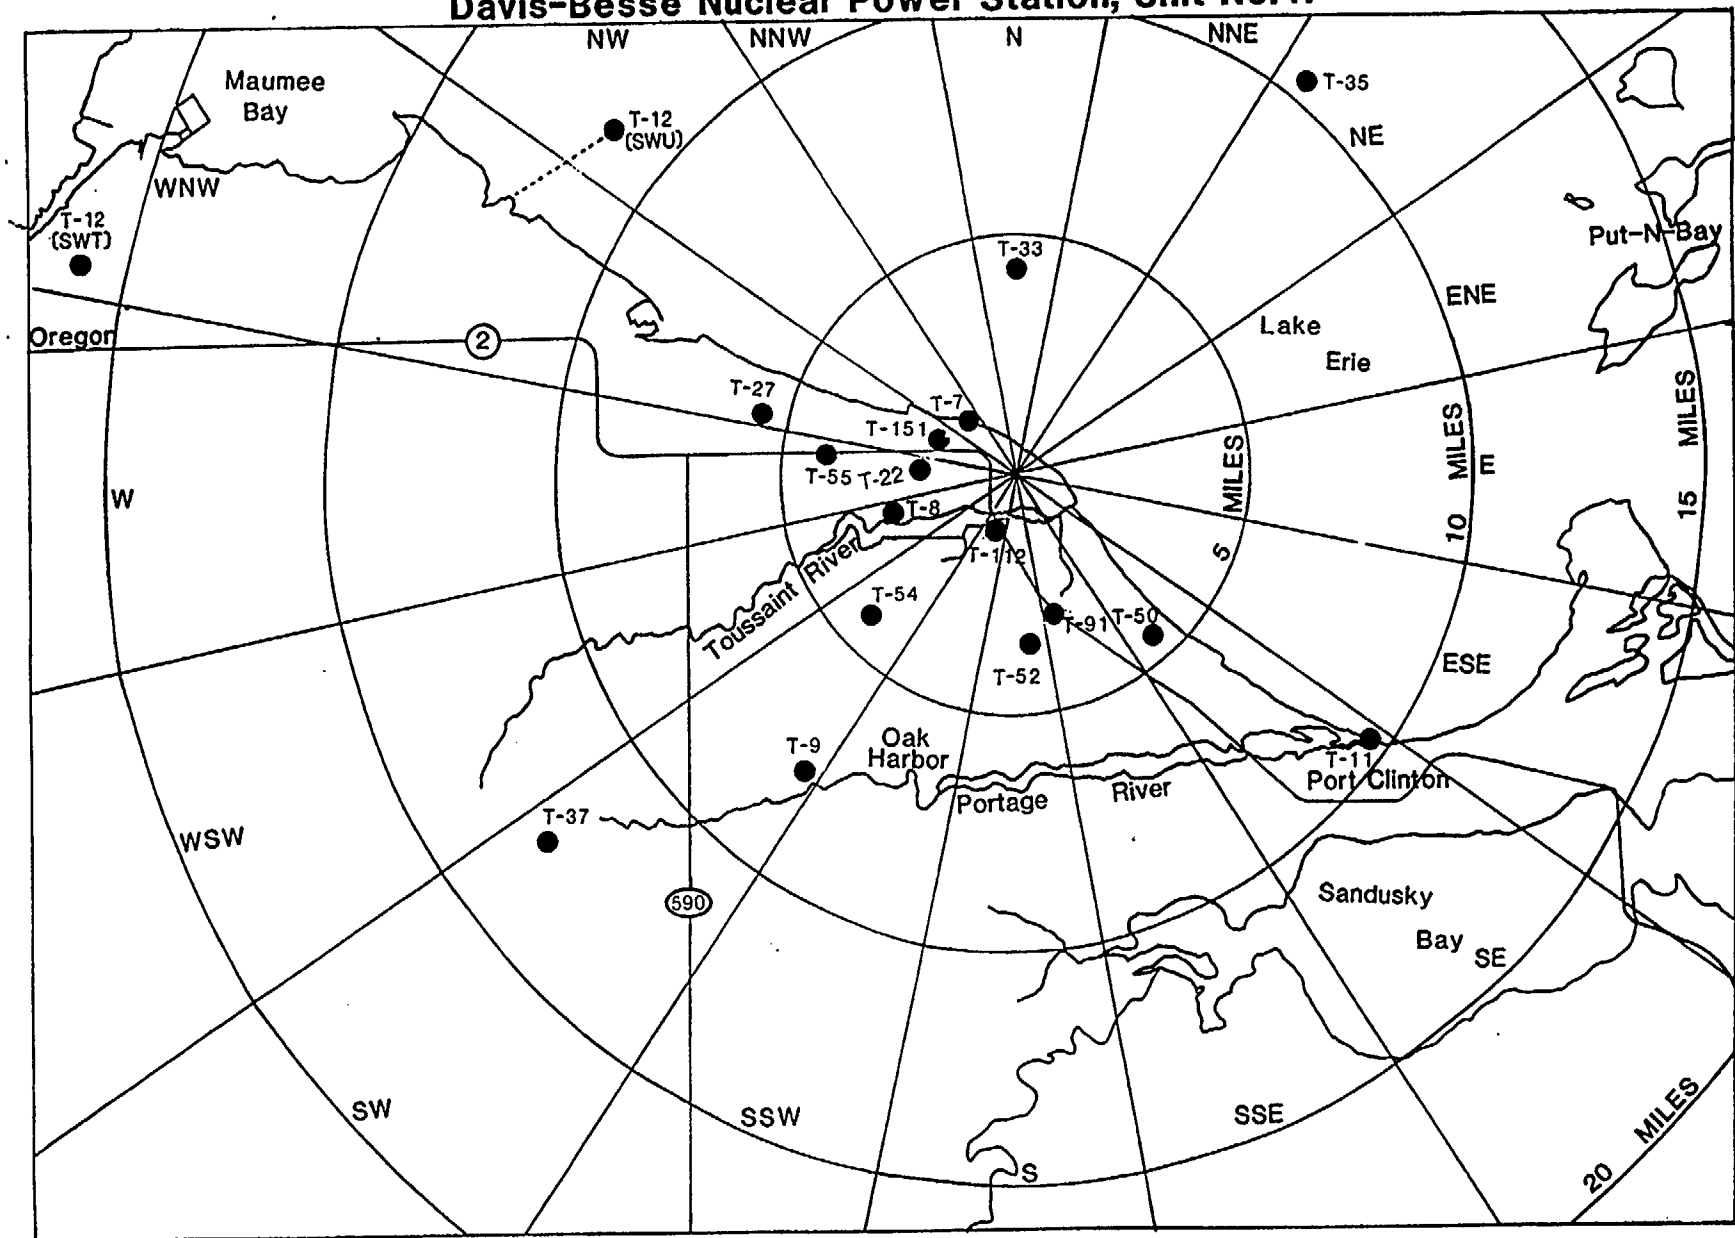 Davis-Besse Nuclear Power Station, Unit No. 1
NW
NNW
N
NNE
Maumee
Bay
T-35
T-12
(SWU)
NE
WNW
T-12
(SWT)
Put-N-Bay
T-33
ENE
Lake
Erie
Oregon
2
T-27
T-7
T-151
MILES
MILES
MILES
E
T-55
T-22
W
T-8
15
10
5
T-112
Toussaint River
T-54
T-91
T-50
T-52
ESE
Oak
Harbor
T-9
T-11
Port Clinton
Portage River
T-37
WSW
590
Sandusky
Bay
SE
SW
SSW
SSE
S
20 MILES